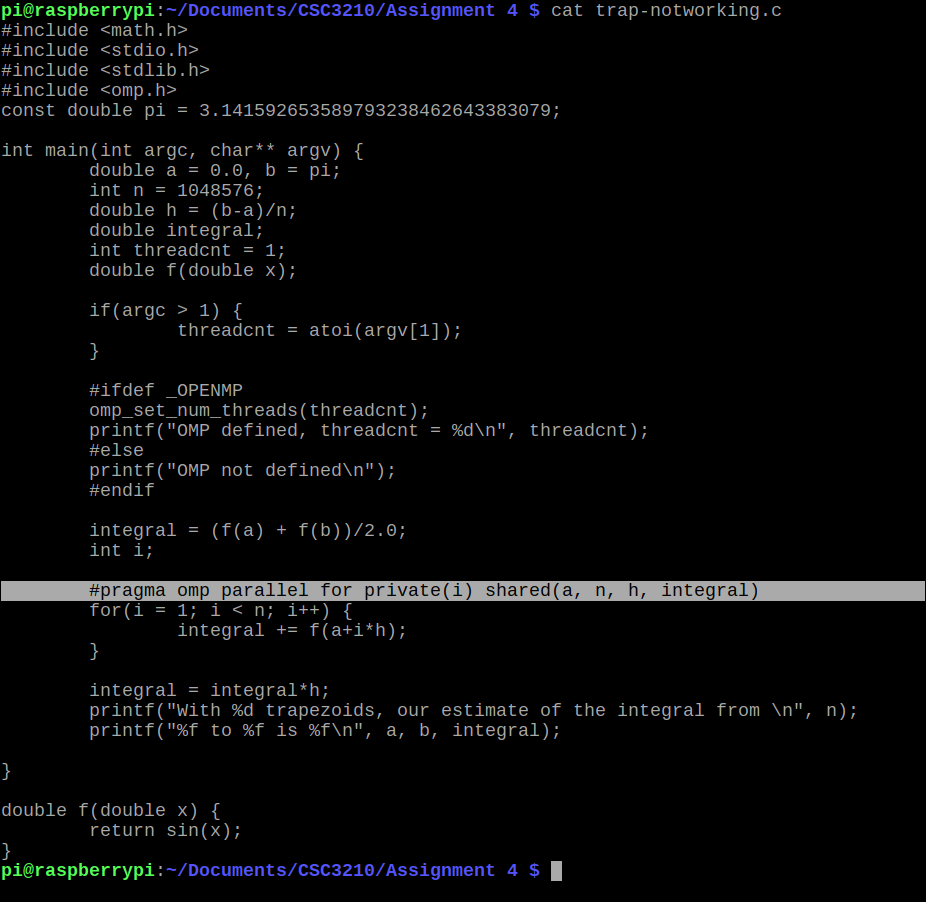 pi@raspberrypi:~/Documents/CSC3210/Assignment 4 $ cat trap-notworking.c
#include <math.h>
#include <stdio.h>
#include <stdlib.h>
#include <omp.h>
const double pi = 3.141592653589793238462643383079;

int main(int argc, char** argv) {
        double a = 0.0, b = pi;
        int n = 1048576;
        double h = (b-a)/n;
        double integral;
        int threadcnt = 1;
        double f(double x);

        if(argc > 1) {
                threadcnt = atoi(argv[1]);
        }

        #ifdef _OPENMP
        omp_set_num_threads(threadcnt);
        printf("OMP defined, threadcnt = %d\n", threadcnt);
        #else
        printf("OMP not defined\n");
        #endif

        integral = (f(a) + f(b))/2.0;
        int i;

        #pragma omp parallel for private(i) shared(a, n, h, integral)
        for(i = 1; i < n; i++) {
                integral += f(a+i*h);
        }

        integral = integral*h;
        printf("With %d trapezoids, our estimate of the integral from \n", n);
        printf("%f to %f is %f\n", a, b, integral);

}

double f(double x) {
        return sin(x);
}
pi@raspberrypi:~/Documents/CSC3210/Assignment 4 $